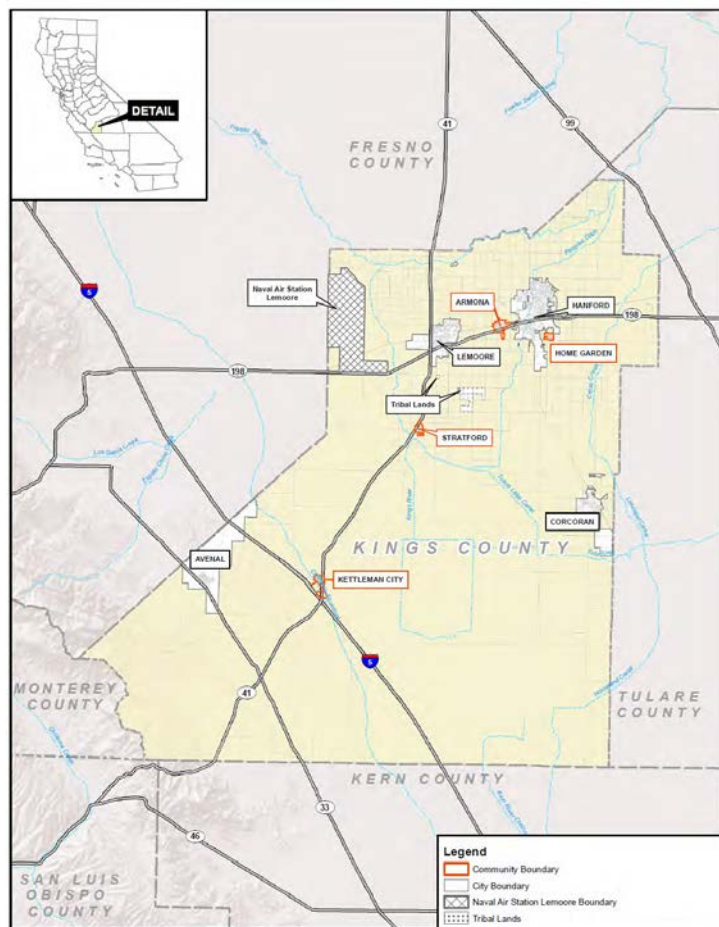 DETAIL
41
99
FRESNO
COUNTY
5
Naval Air Station
Lemoore
ARMONA
HANFORD
198
LEMOORE
HOME GARDEN
198
Tribal Lands
STRATFORD
Kings River
CORCORAN
AVENAL
KINGS COUNTY
KETTLEMAN CITY
5
41
MONTEREY
COUNTY
TULARE
COUNTY
KERN COUNTY
33
46
SAN LUIS
OBISPO
COUNTY
Legend
Community Boundary
City Boundary
Naval Air Station Lemoore Boundary
Tribal Lands